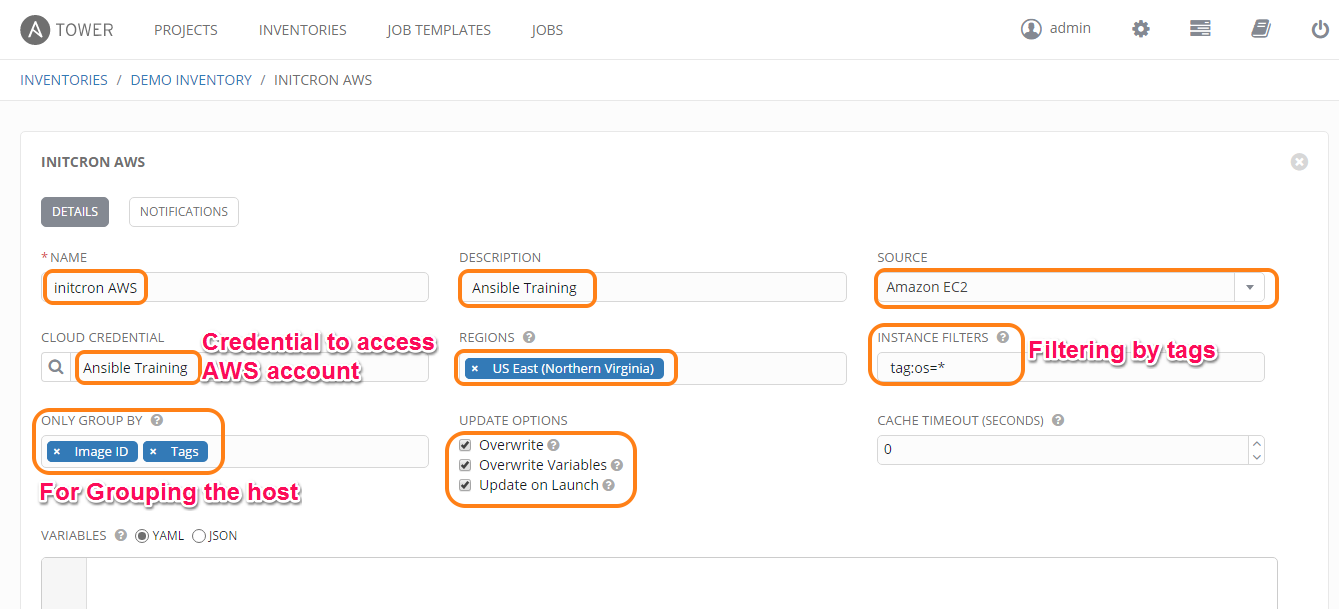 TOWER PROJECTS INVENTORIES JOB TEMPLATES JOBS admin
INVENTORIES / DEMO INVENTORY / INITCRON AWS
INITCRON AWS
DETAILS NOTIFICATIONS
* NAME DESCRIPTION SOURCE
initcron AWS Ansible Training Amazon EC2
CLOUD CREDENTIAL REGIONS ? INSTANCE FILTERS ?
Credential to access
AWS account
Ansible Training × US East (Northern Virginia) tag:os=*
Filtering by tags
ONLY GROUP BY ? UPDATE OPTIONS CACHE TIMEOUT (SECONDS) ?
× Image ID × Tags Overwrite ? 0
Overwrite Variables ?
Update on Launch ?
For Grouping the host
VARIABLES ? YAML JSON